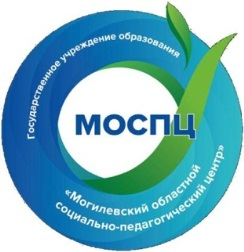 Государственное учреждение образования
МОСПЦ
«Могилевский областной
социально-педагогический центр»